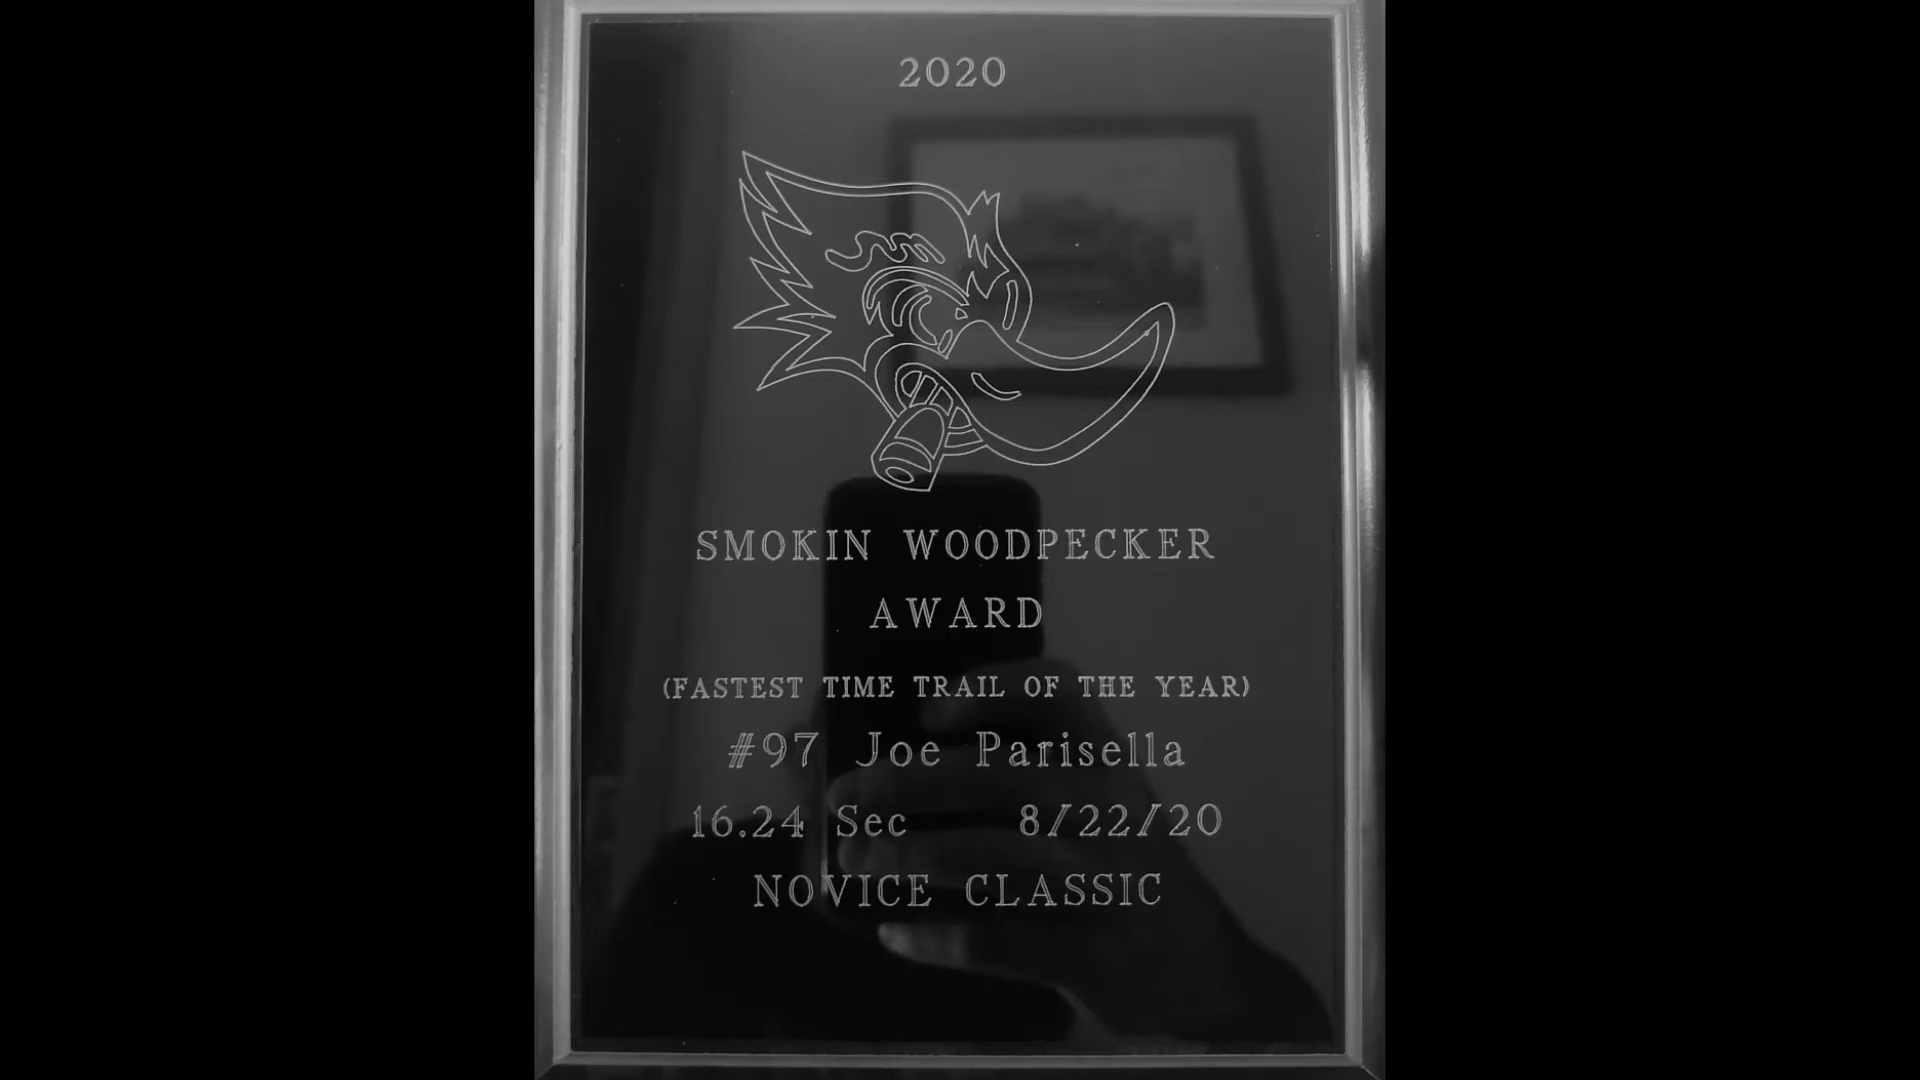 2020
SMOKIN WOODPECKER
AWARD
(FASTEST TIME TRAIL OF THE YEAR)
#97 Joe Parisella
16.24 Sec 8/22/20
NOVICE CLASSIC